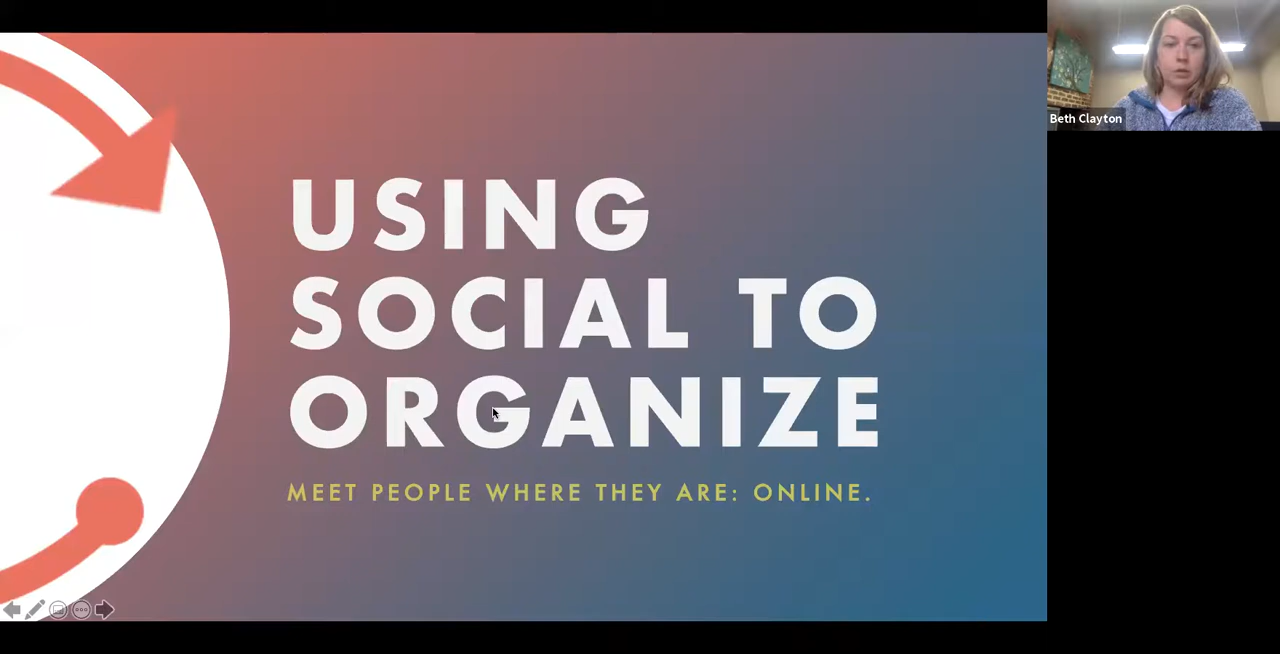 USING
SOCIAL TO
ORGANIZE
MEET PEOPLE WHERE THEY ARE: ONLINE.
Beth Clayton